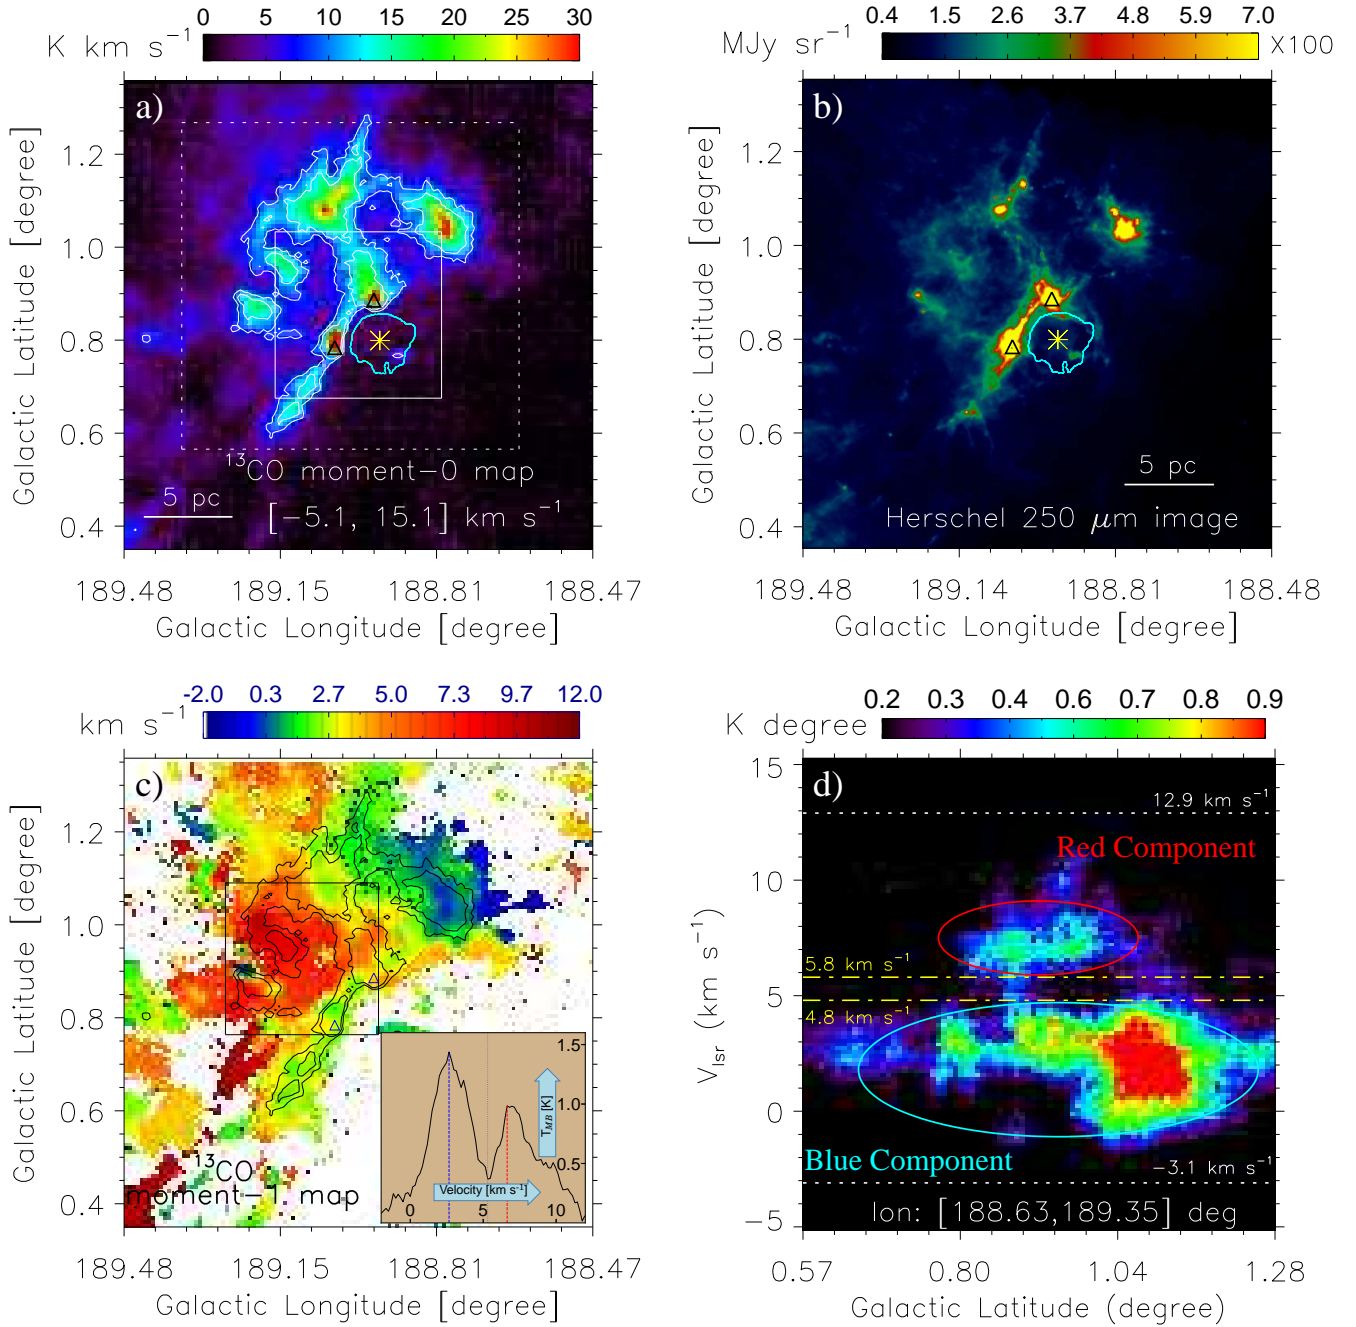 0 5 10 15 20 25 30
K km s⁻¹
a)
1.2
1.0
0.8
0.6
0.4
Galactic Latitude [degree]
¹³CO moment−0 map
5 pc
[−5.1, 15.1] km s⁻¹
189.48 189.15 188.81 188.47
Galactic Longitude [degree]
0.4 1.5 2.6 3.7 4.8 5.9 7.0
MJy sr⁻¹
X100
b)
1.2
1.0
0.8
0.6
0.4
Galactic Latitude [degree]
5 pc
Herschel 250 μm image
189.48 189.14 188.81 188.48
Galactic Longitude [degree]
-2.0 0.3 2.7 5.0 7.3 9.7 12.0
km s⁻¹
c)
1.2
1.0
0.8
0.6
0.4
Galactic Latitude [degree]
¹³CO
moment−1 map
1.5
1.0
0.5
T_MB [K]
Velocity [km s⁻¹]
0 5 10
189.48 189.15 188.81 188.47
Galactic Longitude [degree]
0.2 0.3 0.4 0.6 0.7 0.8 0.9
K degree
d)
15
10
5
0
−5
V_lsr (km s⁻¹)
12.9 km s⁻¹
Red Component
5.8 km s⁻¹
4.8 km s⁻¹
Blue Component
−3.1 km s⁻¹
lon: [188.63,189.35] deg
0.57 0.80 1.04 1.28
Galactic Latitude (degree)